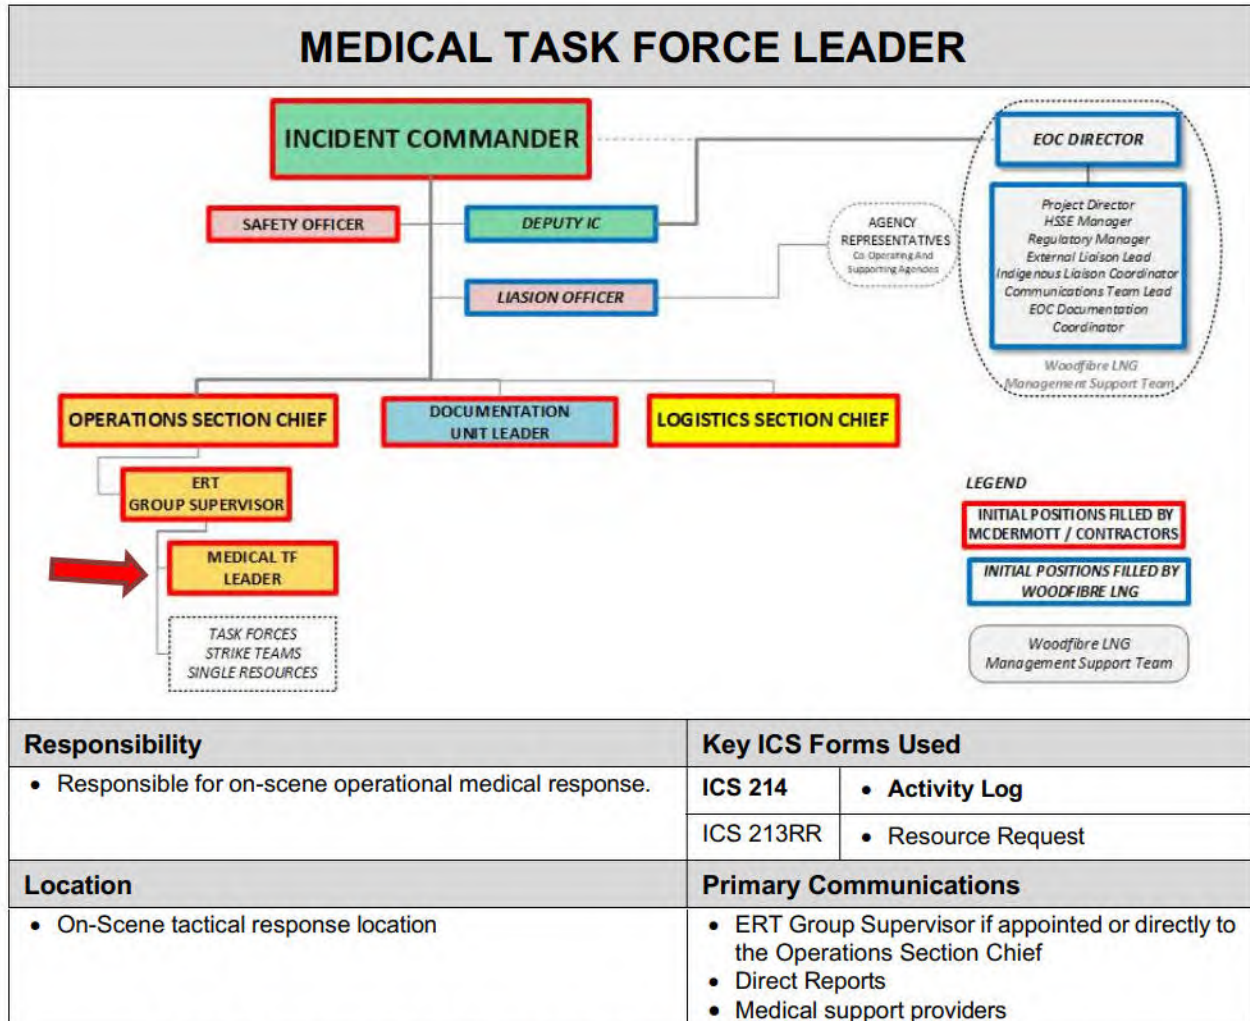 MEDICAL TASK FORCE LEADER
INCIDENT COMMANDER
EOC DIRECTOR
SAFETY OFFICER
DEPUTY IC
LIASION OFFICER
AGENCY
REPRESENTATIVES
Co Operating And
Supporting Agencies
Project Director
HSSE Manager
Regulatory Manager
External Liaison Lead
Indigenous Liaison Coordinator
Communications Team Lead
EOC Documentation
Coordinator
Woodfibre LNG
Management Support Team
OPERATIONS SECTION CHIEF
DOCUMENTATION
UNIT LEADER
LOGISTICS SECTION CHIEF
ERT
GROUP SUPERVISOR
MEDICAL TF
LEADER
TASK FORCES
STRIKE TEAMS
SINGLE RESOURCES
LEGEND
INITIAL POSITIONS FILLED BY
MCDERMOTT / CONTRACTORS
INITIAL POSITIONS FILLED BY
WOODFIBRE LNG
Woodfibre LNG
Management Support Team
Responsibility
• Responsible for on-scene operational medical response.
Key ICS Forms Used
ICS 214 • Activity Log
ICS 213RR • Resource Request
Location
• On-Scene tactical response location
Primary Communications
• ERT Group Supervisor if appointed or directly to
the Operations Section Chief
• Direct Reports
• Medical support providers